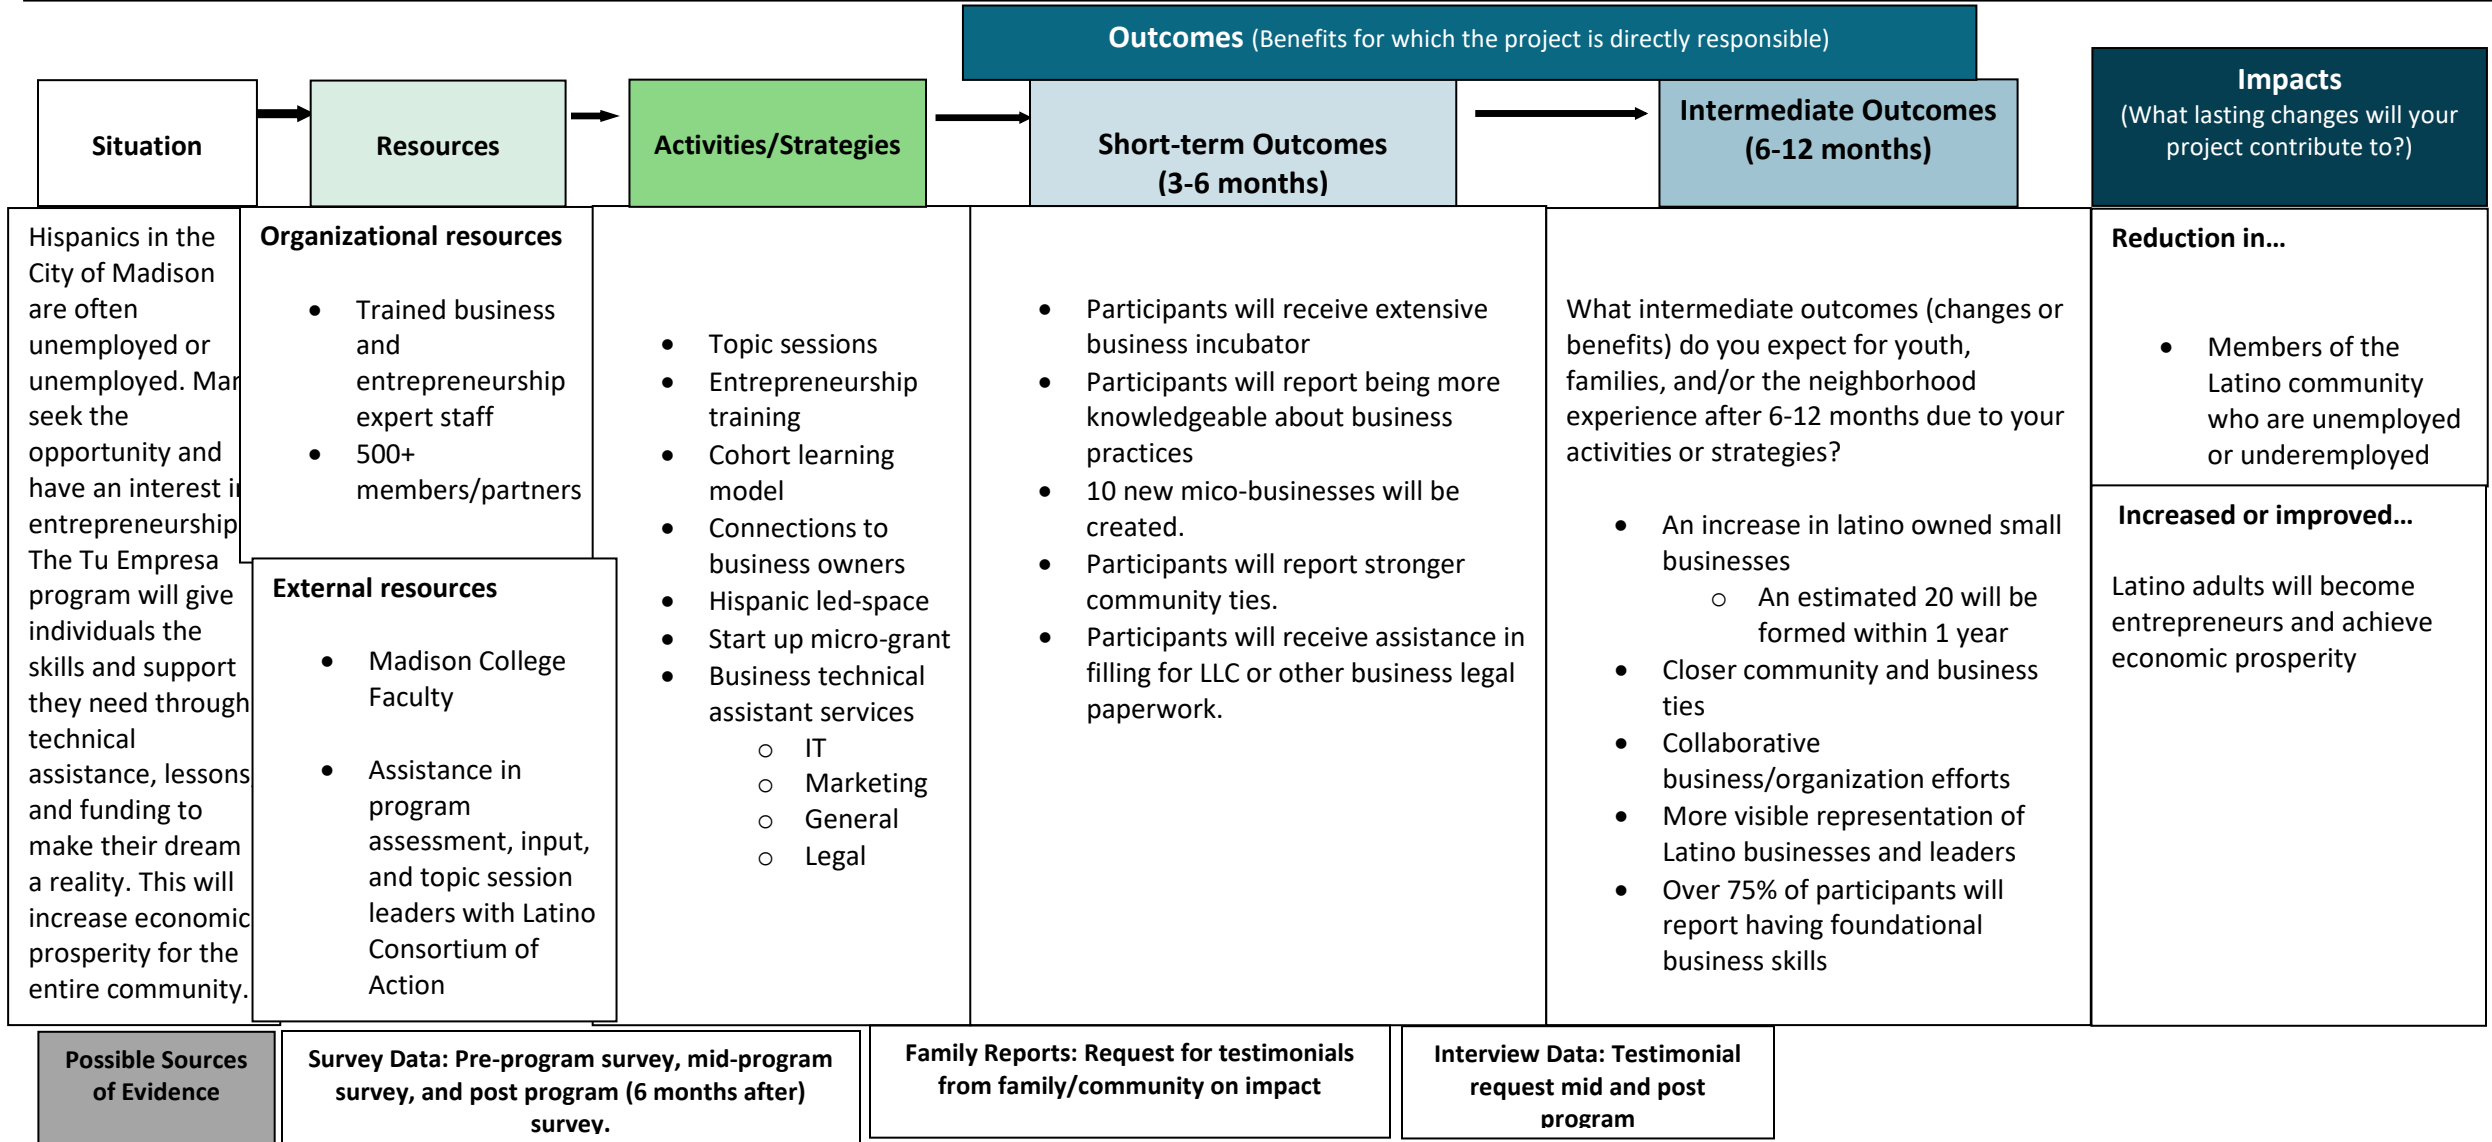 Outcomes (Benefits for which the project is directly responsible)
Situation
Resources
Activities/Strategies
Short-term Outcomes
(3-6 months)
Intermediate Outcomes
(6-12 months)
Impacts
(What lasting changes will your
project contribute to?)
Hispanics in the
City of Madison
are often
unemployed or
unemployed. Mar
seek the
opportunity and
have an interest i
entrepreneurship
The Tu Empresa
program will give
individuals the
skills and support
they need through
technical
assistance, lessons
and funding to
make their dream
a reality. This will
increase economic
prosperity for the
entire community.
Organizational resources
• Trained business
and
entrepreneurship
expert staff
• 500+
members/partners
External resources
• Madison College
Faculty
• Assistance in
program
assessment, input,
and topic session
leaders with Latino
Consortium of
Action
• Topic sessions
• Entrepreneurship
training
• Cohort learning
model
• Connections to
business owners
• Hispanic led-space
• Start up micro-grant
• Business technical
assistant services
o IT
o Marketing
o General
o Legal
• Participants will receive extensive
business incubator
• Participants will report being more
knowledgeable about business
practices
• 10 new mico-businesses will be
created.
• Participants will report stronger
community ties.
• Participants will receive assistance in
filling for LLC or other business legal
paperwork.
What intermediate outcomes (changes or
benefits) do you expect for youth,
families, and/or the neighborhood
experience after 6-12 months due to your
activities or strategies?
• An increase in latino owned small
businesses
o An estimated 20 will be
formed within 1 year
• Closer community and business
ties
• Collaborative
business/organization efforts
• More visible representation of
Latino businesses and leaders
• Over 75% of participants will
report having foundational
business skills
Reduction in…
• Members of the
Latino community
who are unemployed
or underemployed
Increased or improved…
Latino adults will become
entrepreneurs and achieve
economic prosperity
Possible Sources
of Evidence
Survey Data: Pre-program survey, mid-program
survey, and post program (6 months after)
survey.
Family Reports: Request for testimonials
from family/community on impact
Interview Data: Testimonial
request mid and post
program